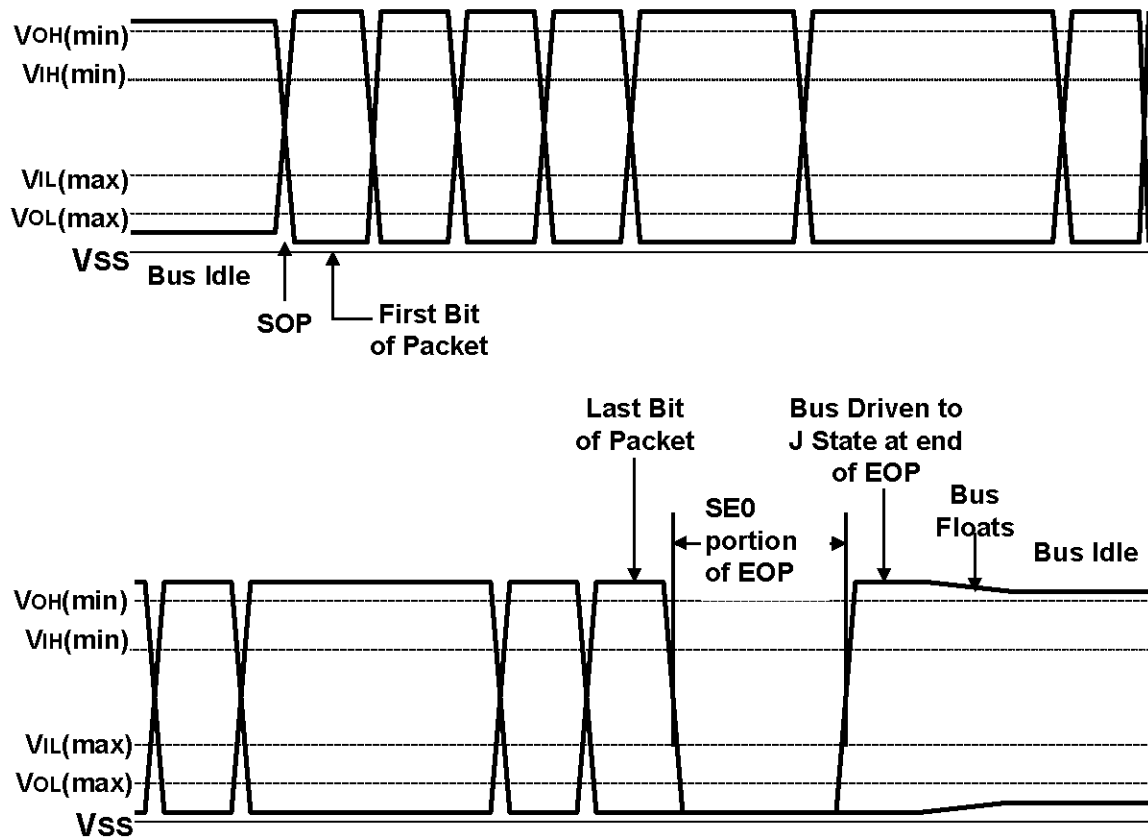 VOH(min)
VIH(min)
VIL(max)
VOL(max)
VSS
Bus Idle
SOP
First Bit
of Packet
Last Bit
of Packet
Bus Driven to
J State at end
of EOP
SE0
portion
of EOP
Bus
Floats
Bus Idle
VOH(min)
VIH(min)
VIL(max)
VOL(max)
VSS